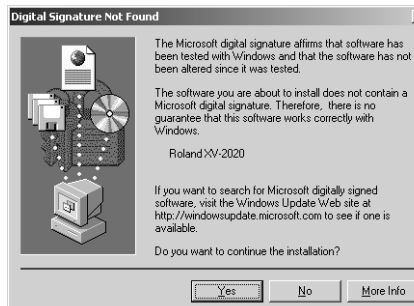 Digital Signature Not Found
The Microsoft digital signature affirms that software has
been tested with Windows and that the software has not
been altered since it was tested.
The software you are about to install does not contain a
Microsoft digital signature. Therefore, there is no
guarantee that this software works correctly with
Windows.
Roland XV-2020
If you want to search for Microsoft digitally signed
software, visit the Windows Update Web site at
http://windowsupdate.microsoft.com to see if one is
available.
Do you want to continue the installation?
Yes No More Info